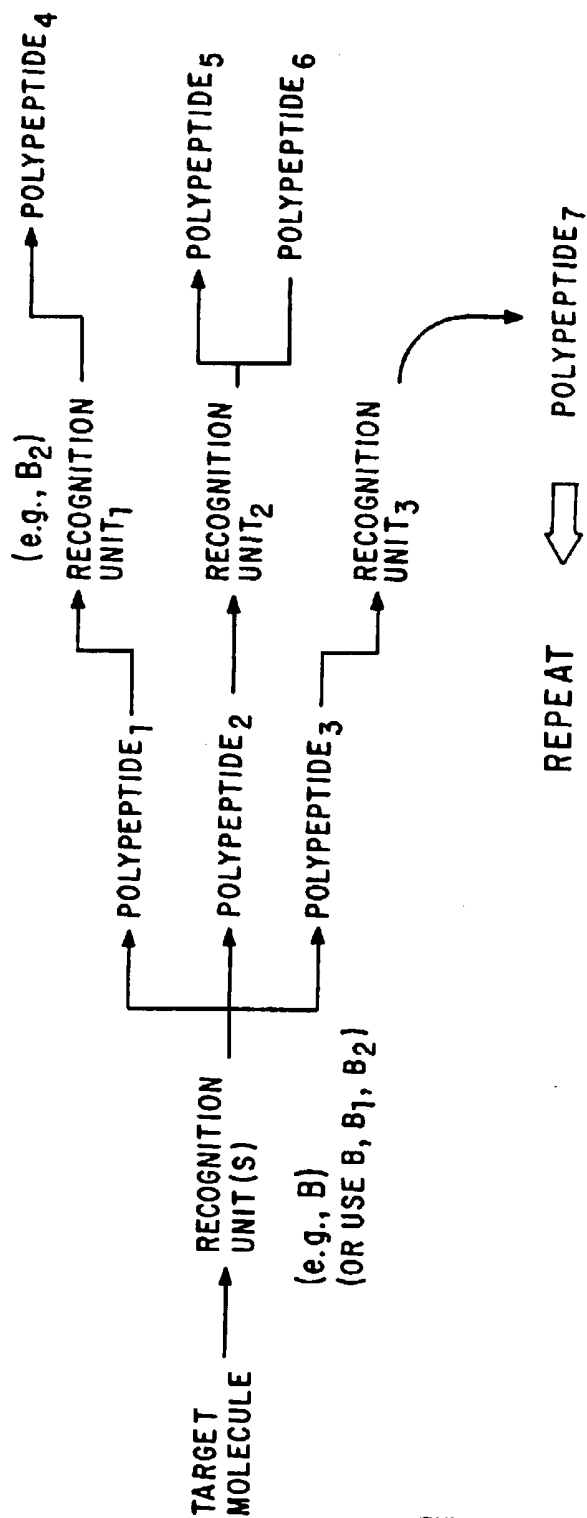 TARGET
MOLECULE
RECOGNITION
UNIT(S)
(e.g., B)
(OR USE B, B1, B2)
POLYPEPTIDE1
POLYPEPTIDE2
POLYPEPTIDE3
(e.g., B2)
RECOGNITION
UNIT1
RECOGNITION
UNIT2
RECOGNITION
UNIT3
POLYPEPTIDE4
POLYPEPTIDE5
POLYPEPTIDE6
POLYPEPTIDE7
REPEAT